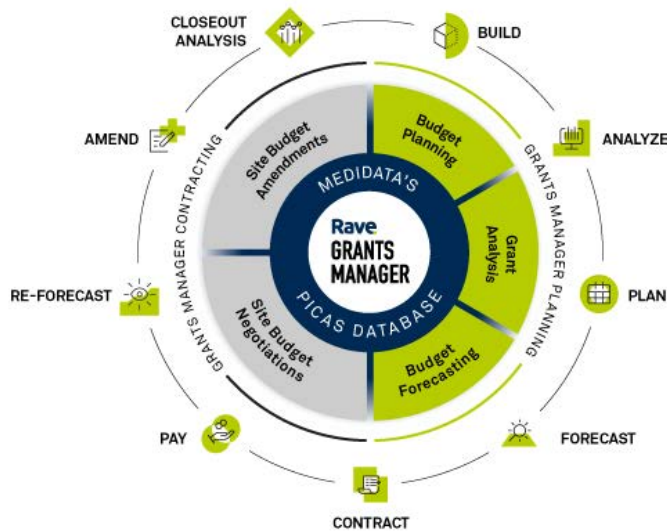 CLOSEOUT
ANALYSIS
BUILD
ANALYZE
PLAN
FORECAST
CONTRACT
PAY
RE-FORECAST
AMEND
GRANTS MANAGER CONTRACTING
GRANTS MANAGER PLANNING
Site Budget
Amendments
Budget
Planning
Grant
Analysis
Budget
Forecasting
Site Budget
Negotiations
MEDIDATA'S
Rave
GRANTS
MANAGER
PICAS DATABASE